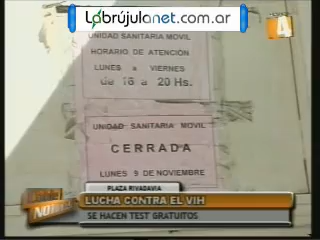 Labrújulanet.com.ar
4
UNIDAD SANITARIA MOVIL
HORARIO DE ATENCIÓN
LUNES a VIERNES
de 16 a 20 Hs.
UNIDAD SANITARIA MOVIL
CERRADA
LUNES 9 DE NOVIEMBRE
PLAZA RIVADAVIA
LUCHA CONTRA EL VIH
SE HACEN TEST GRATUITOS